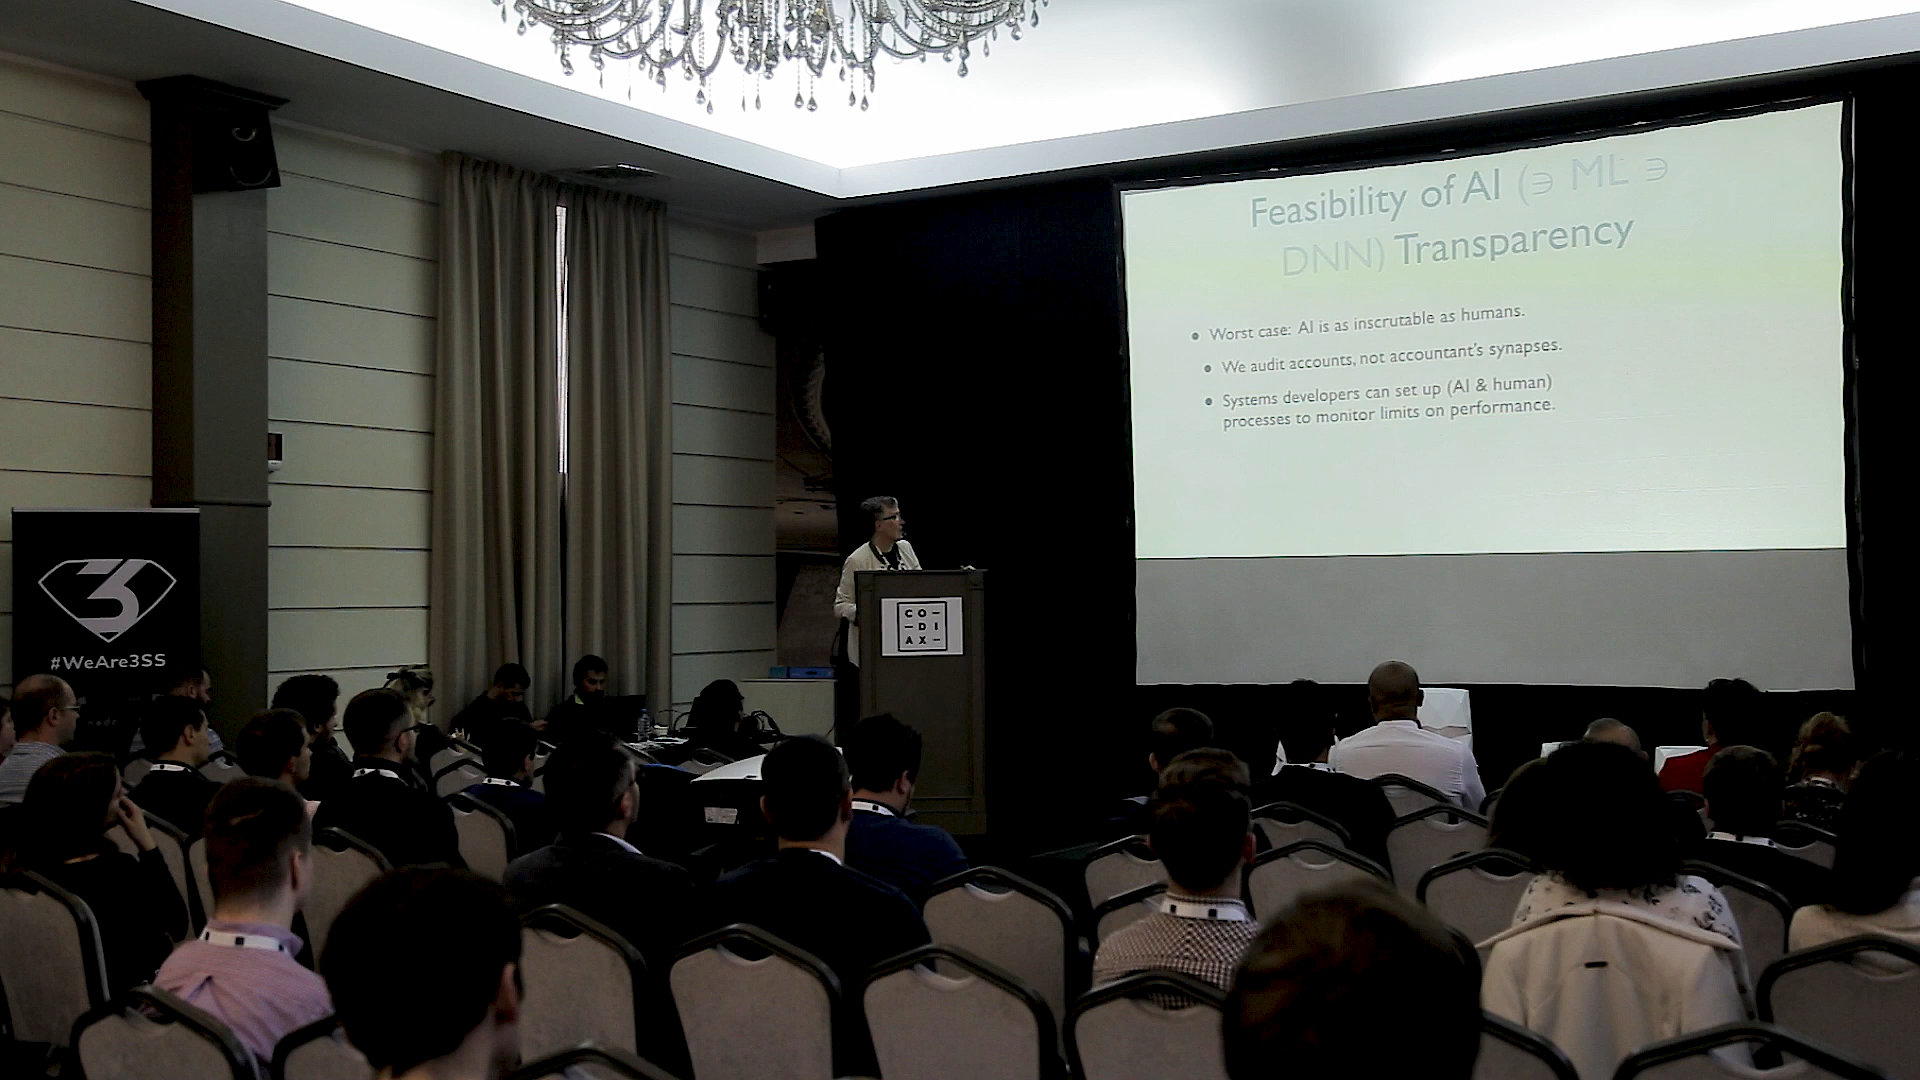 Feasibility of AI (∋ ML ∋
DNN) Transparency
• Worst case: AI is as inscrutable as humans.
• We audit accounts, not accountant's synapses.
• Systems developers can set up (AI & human)
processes to monitor limits on performance.
CO—
—DI
AX—
3
#WeAre3SS